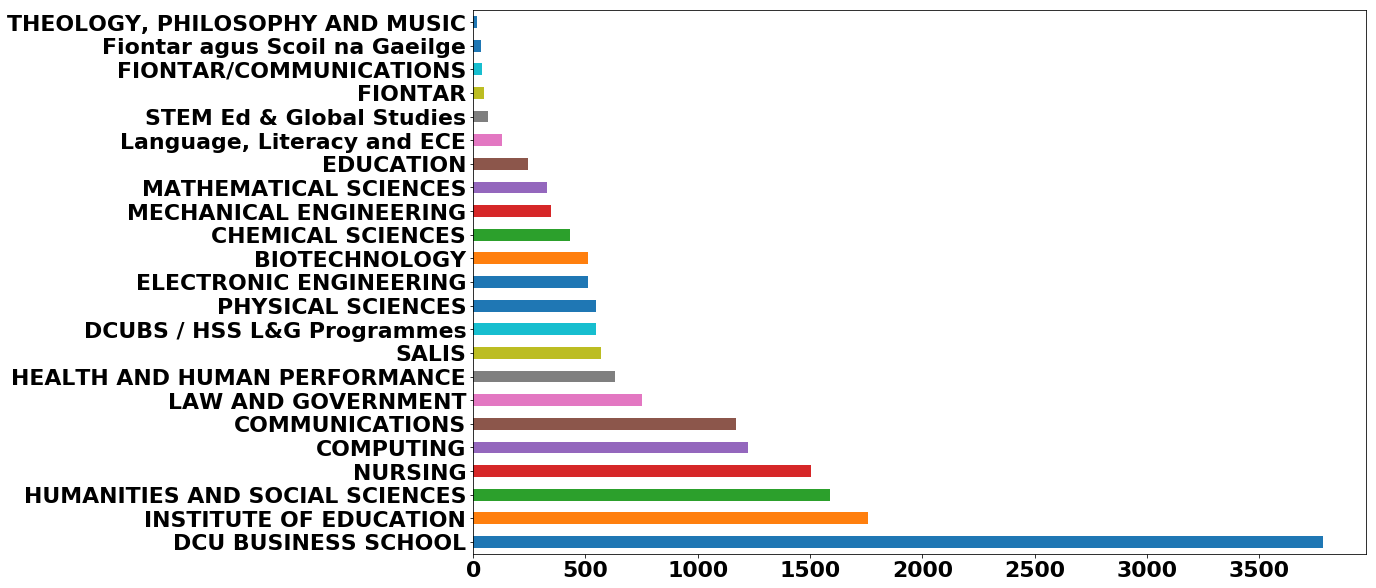 THEOLOGY, PHILOSOPHY AND MUSIC
Fiontar agus Scoil na Gaeilge
FIONTAR/COMMUNICATIONS
FIONTAR
STEM Ed & Global Studies
Language, Literacy and ECE
EDUCATION
MATHEMATICAL SCIENCES
MECHANICAL ENGINEERING
CHEMICAL SCIENCES
BIOTECHNOLOGY
ELECTRONIC ENGINEERING
PHYSICAL SCIENCES
DCUBS / HSS L&G Programmes
SALIS
HEALTH AND HUMAN PERFORMANCE
LAW AND GOVERNMENT
COMMUNICATIONS
COMPUTING
NURSING
HUMANITIES AND SOCIAL SCIENCES
INSTITUTE OF EDUCATION
DCU BUSINESS SCHOOL
0 500 1000 1500 2000 2500 3000 3500